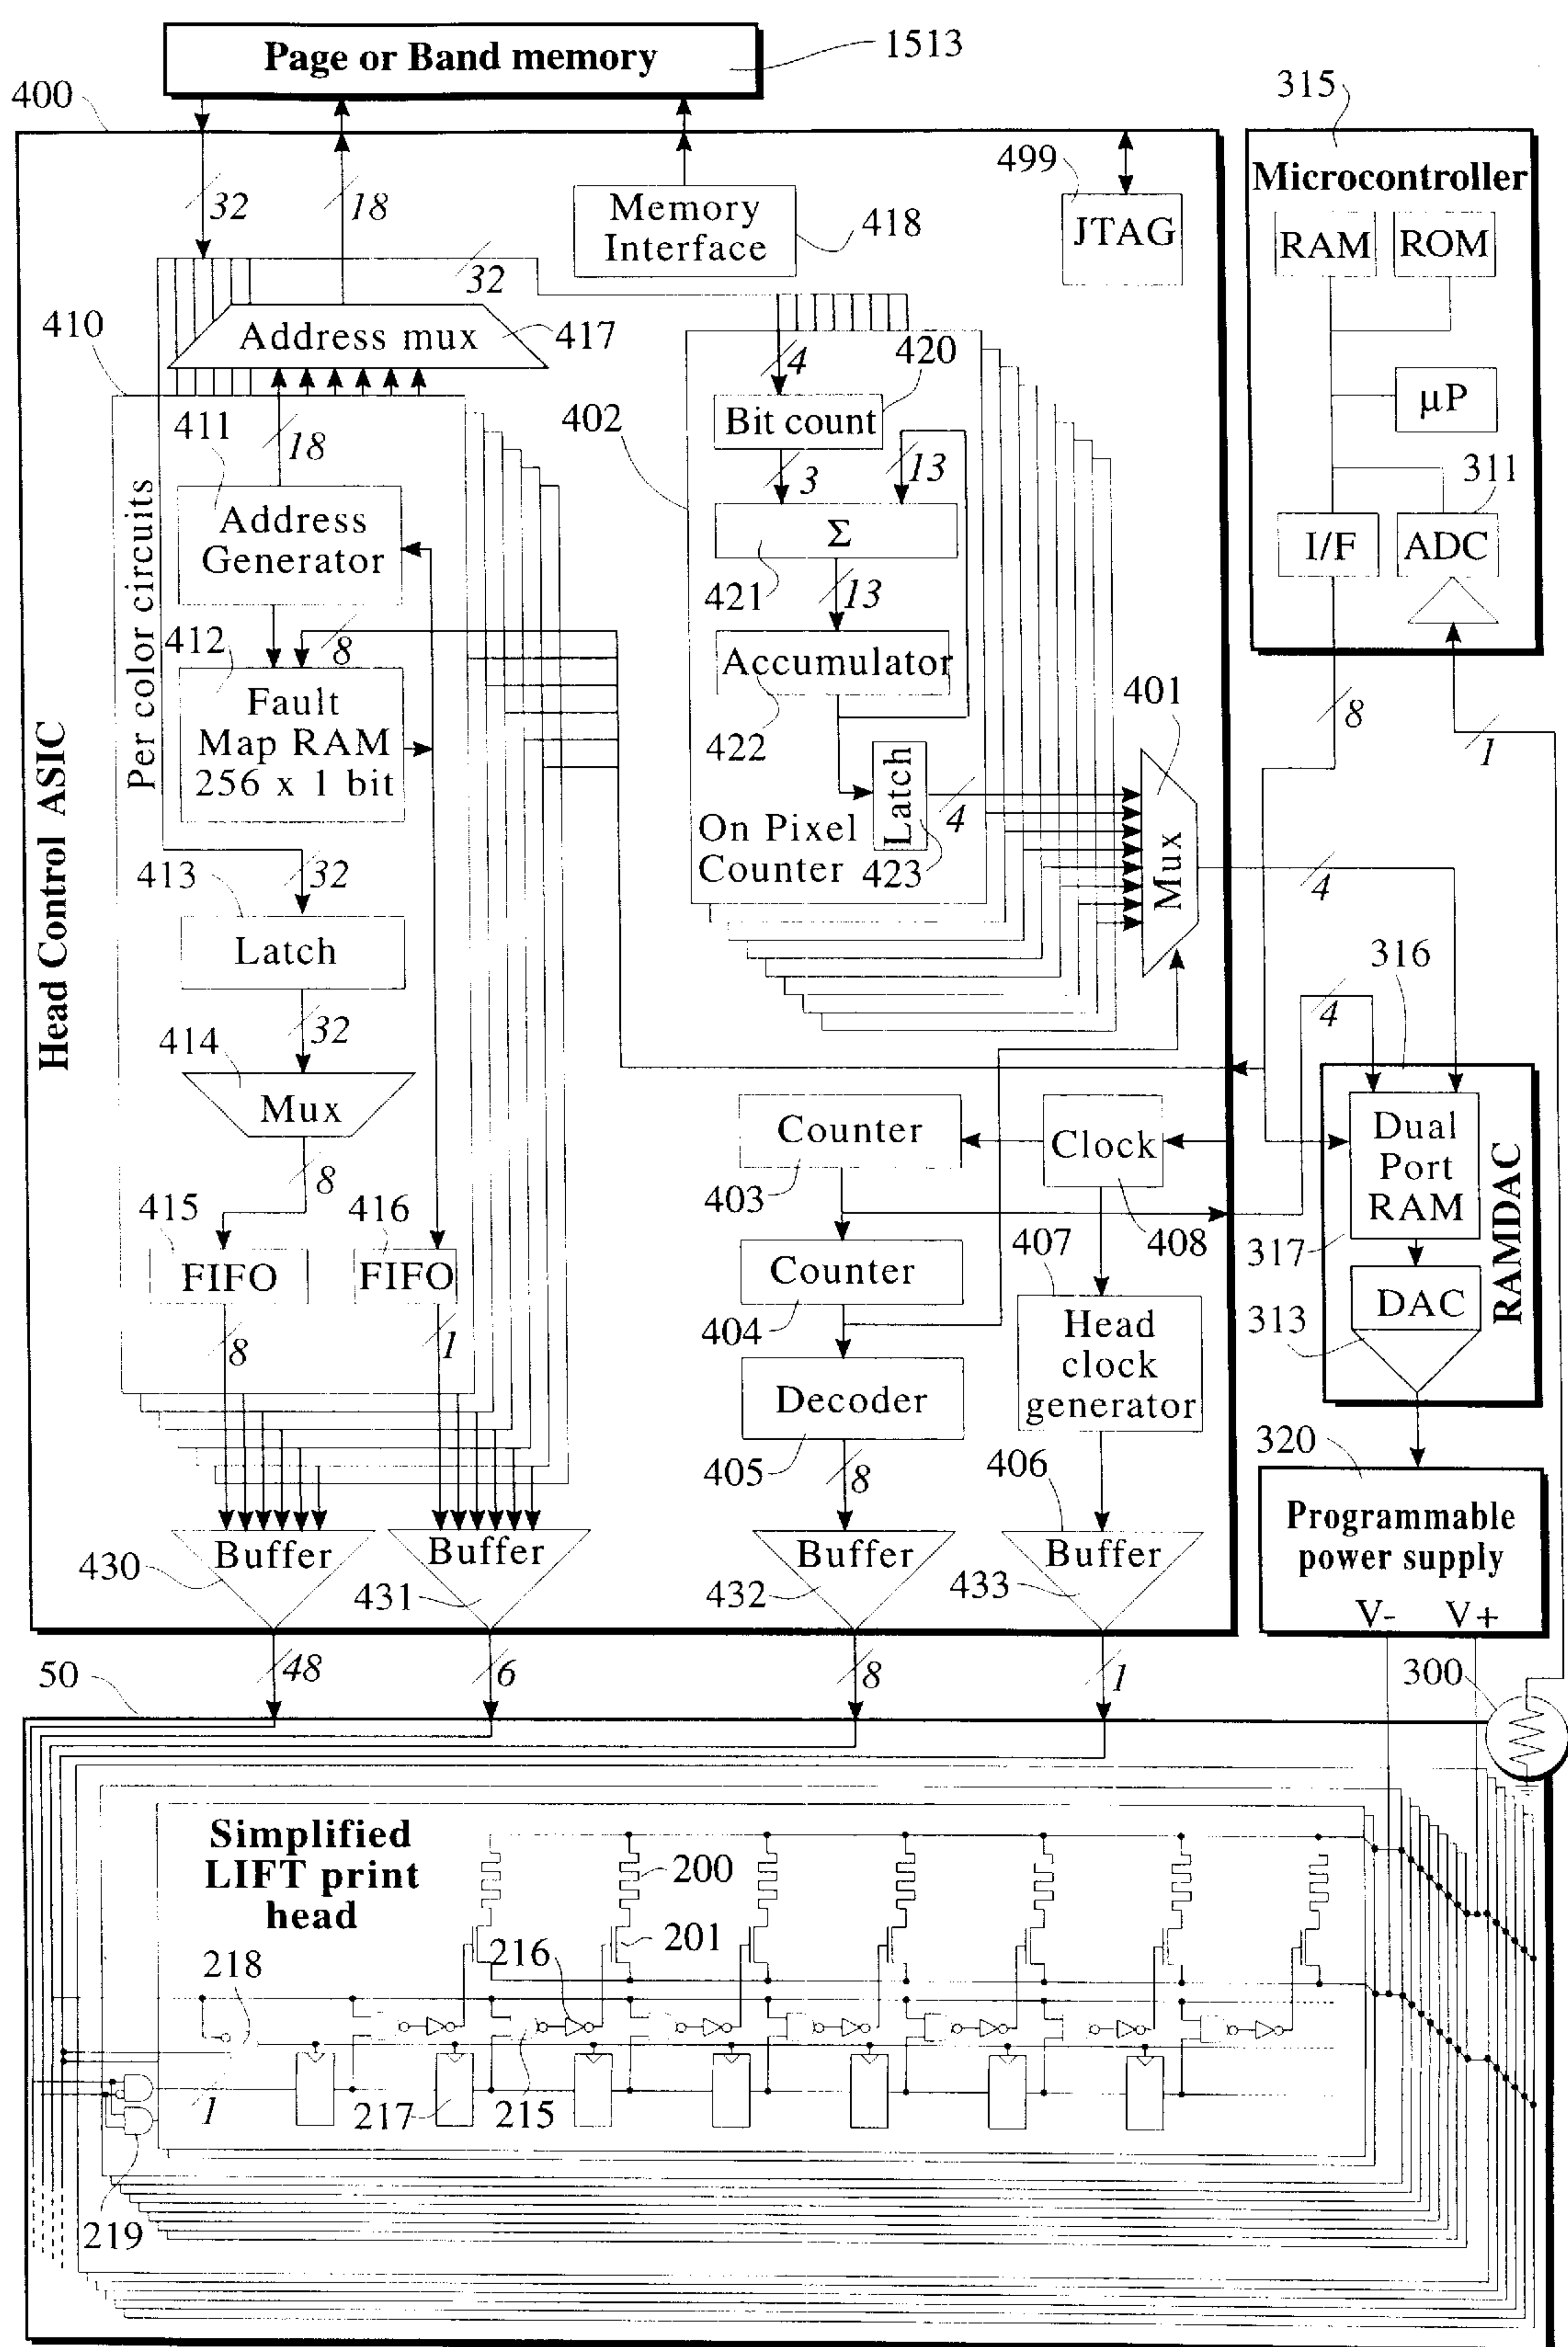 Page or Band memory
1513
400
315
32
18
Memory
Interface
418
499
JTAG
Microcontroller
RAM
ROM
32
410
Address mux
417
4
420
Bit count
μP
411
18
402
3
13
311
Address
Generator
Σ
I/F
ADC
421
13
Per color circuits
412
8
Accumulator
401
Fault
Map RAM
256 x 1 bit
422
8
1
Head Control ASIC
Latch
4
Mux
On Pixel
Counter
423
4
413
32
Latch
316
32
4
414
Mux
Counter
Clock
Dual
Port
RAM
RAMDAC
8
403
415
416
407
408
317
FIFO
FIFO
Counter
DAC
404
Head
clock
generator
313
8
1
Decoder
320
405
8
406
Programmable
power supply
Buffer
Buffer
Buffer
Buffer
430
431
432
433
V-
V+
50
48
6
8
1
300
Simplified
LIFT print
head
200
201
216
218
1
217
215
219